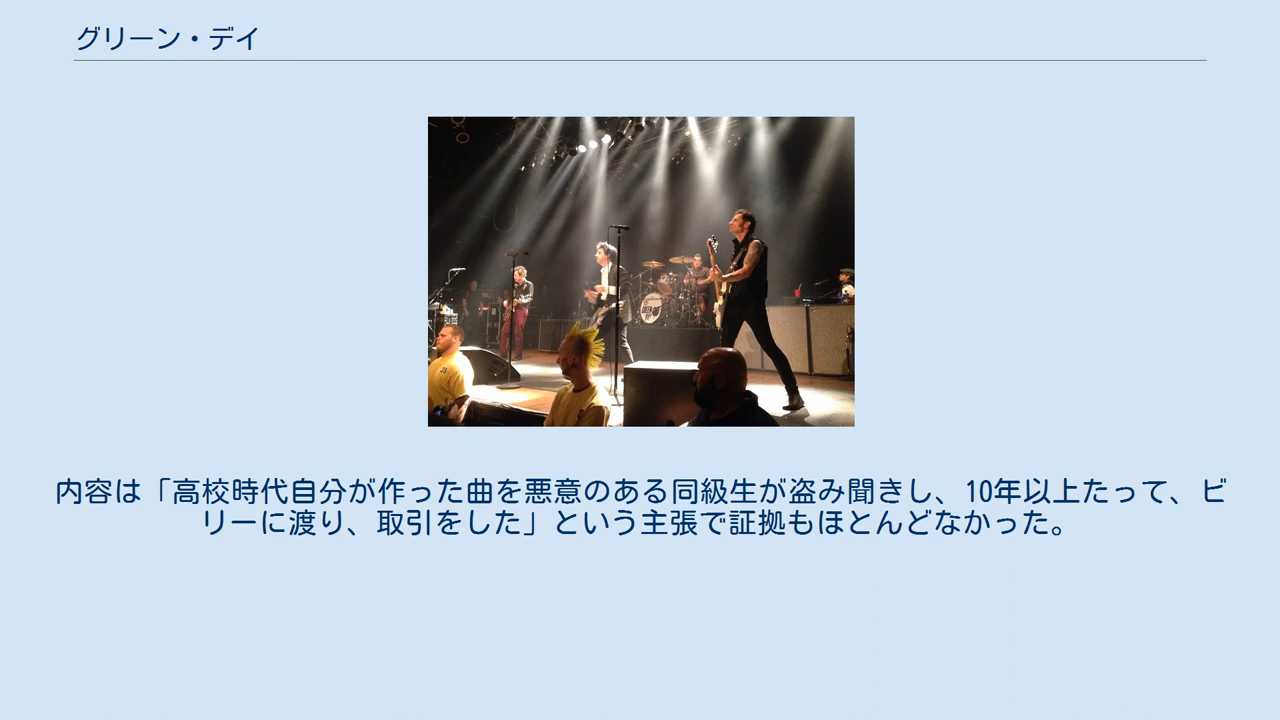 グリーン・デイ
内容は「高校時代自分が作った曲を悪意のある同級生が盗み聞きし、10年以上たって、ビ
リーに渡り、取引をした」という主張で証拠もほとんどなかった。